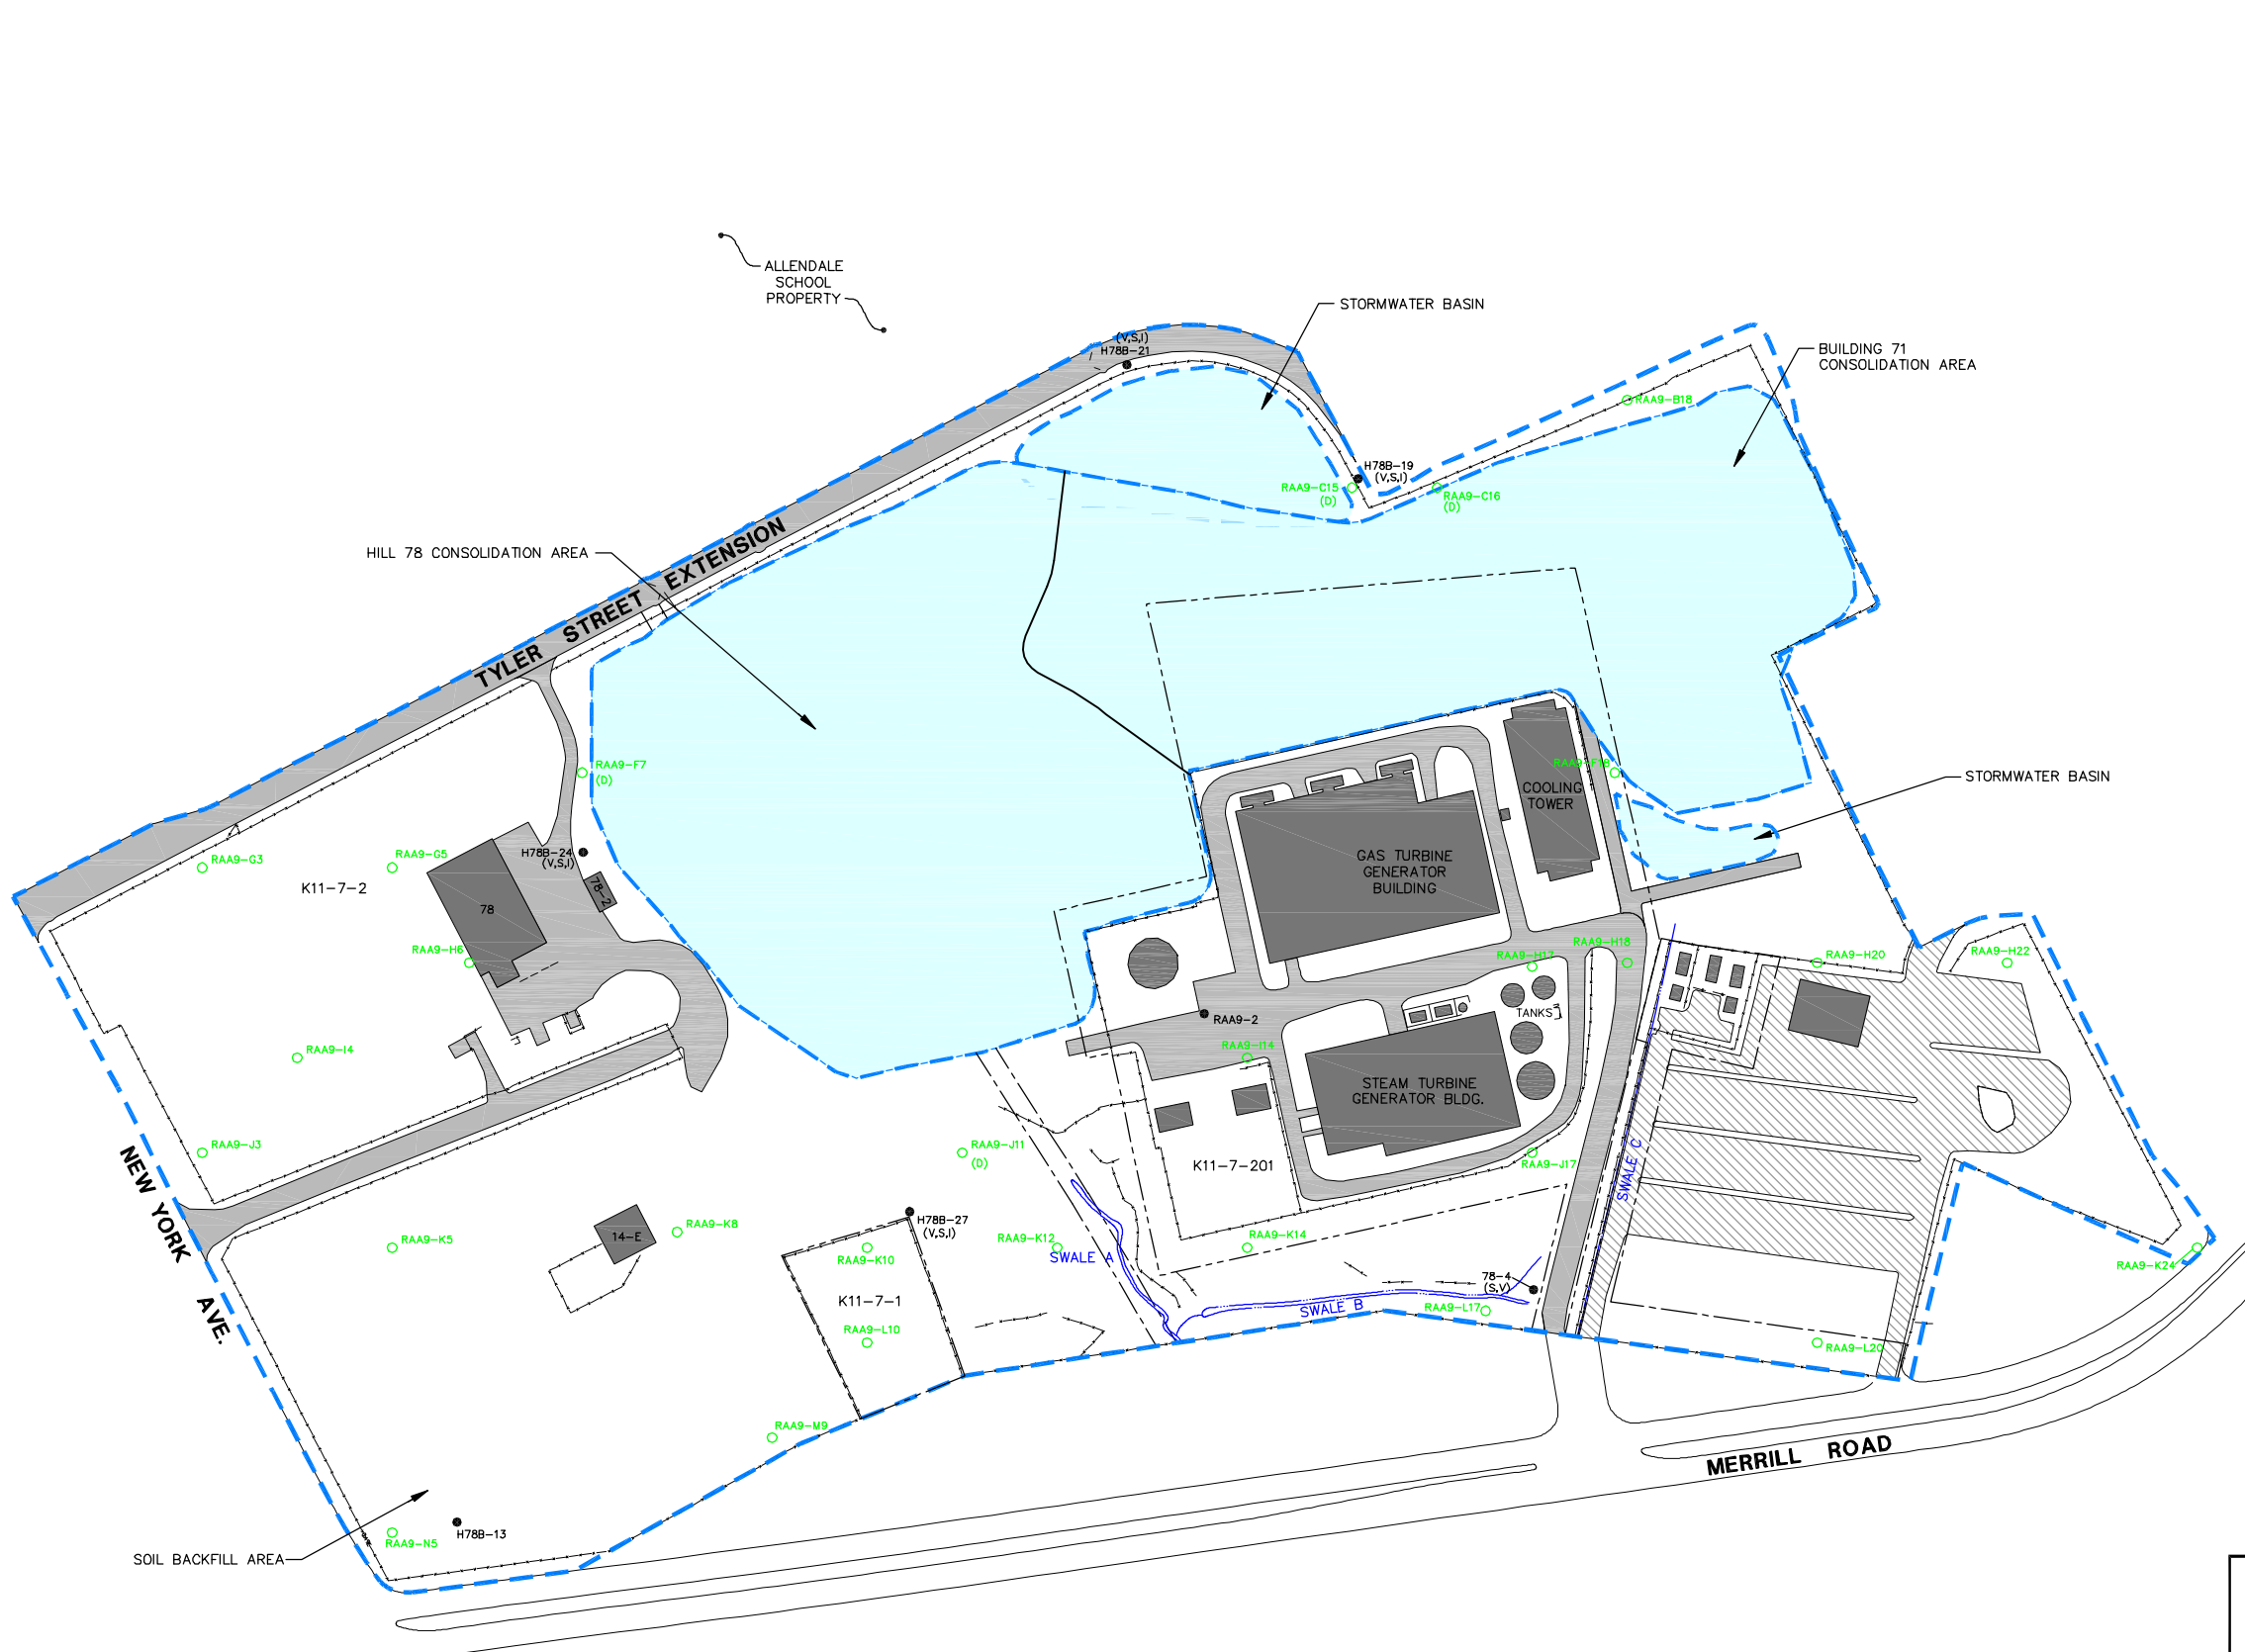 ALLENDALE
SCHOOL
PROPERTY
STORMWATER BASIN
(V,S,I)
H78B-21
BUILDING 71
CONSOLIDATION AREA
RAA9-B18
H78B-19
(V,S,I)
RAA9-C15
(D)
RAA9-C16
(D)
HILL 78 CONSOLIDATION AREA
TYLER STREET EXTENSION
RAA9-F7
(D)
RAA9-F18
STORMWATER BASIN
COOLING
TOWER
GAS TURBINE
GENERATOR
BUILDING
H78B-24
(V,S,I)
RAA9-G3
RAA9-G5
K11-7-2
78
78-2
RAA9-H6
RAA9-H17
RAA9-H18
RAA9-H20
RAA9-H22
TANKS
RAA9-2
RAA9-I4
RAA9-I14
STEAM TURBINE
GENERATOR BLDG.
RAA9-J3
RAA9-J11
(D)
K11-7-201
RAA9-J17
SWALE C
NEW YORK AVE.
RAA9-K5
14-E
RAA9-K8
H78B-27
(V,S,I)
RAA9-K10
RAA9-K12
SWALE A
RAA9-K14
RAA9-K24
78-4
(S,V)
K11-7-1
SWALE B
RAA9-L17
RAA9-L10
RAA9-L20
RAA9-M9
MERRILL ROAD
H78B-13
RAA9-N5
SOIL BACKFILL AREA